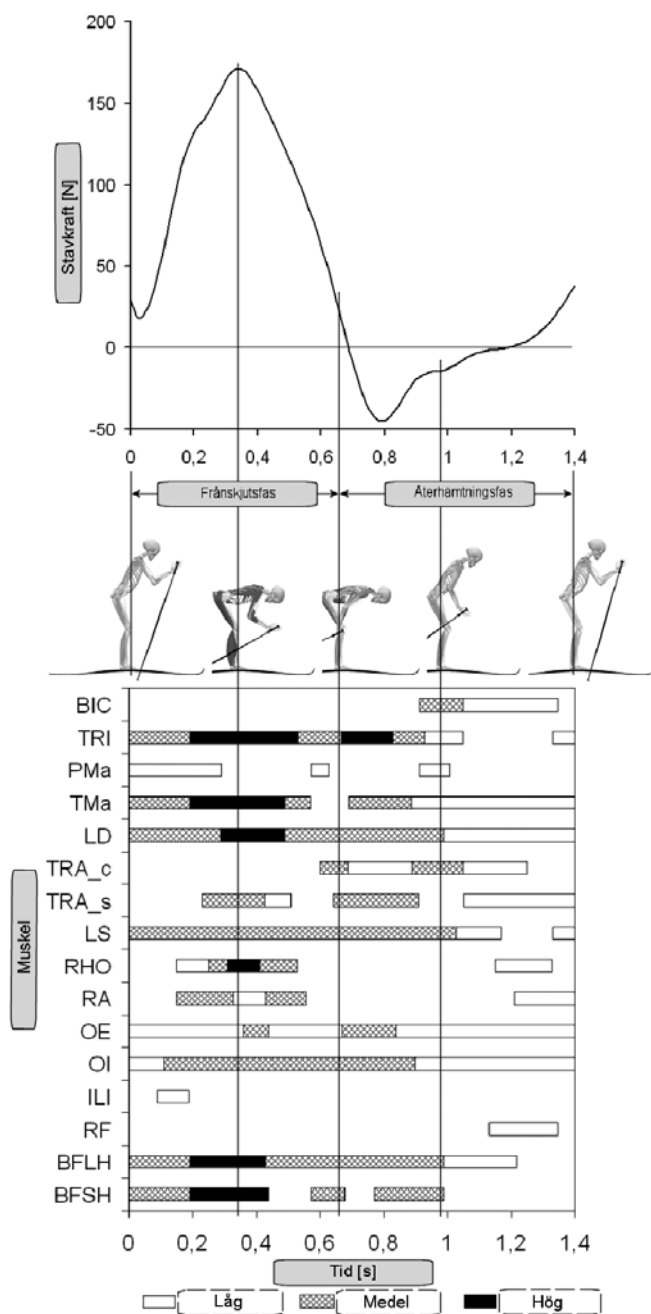 200
150
100
50
0
-50
Stavkraft [N]
0 0,2 0,4 0,6 0,8 1 1,2 1,4
Frånskjutsfas Återhämtningsfas
Muskel
BIC
TRI
PMa
TMa
LD
TRA_c
TRA_s
LS
RHO
RA
OE
OI
ILI
RF
BFLH
BFSH
0 0,2 0,4 0,6 0,8 1 1,2 1,4
Tid [s]
Låg Medel Hög